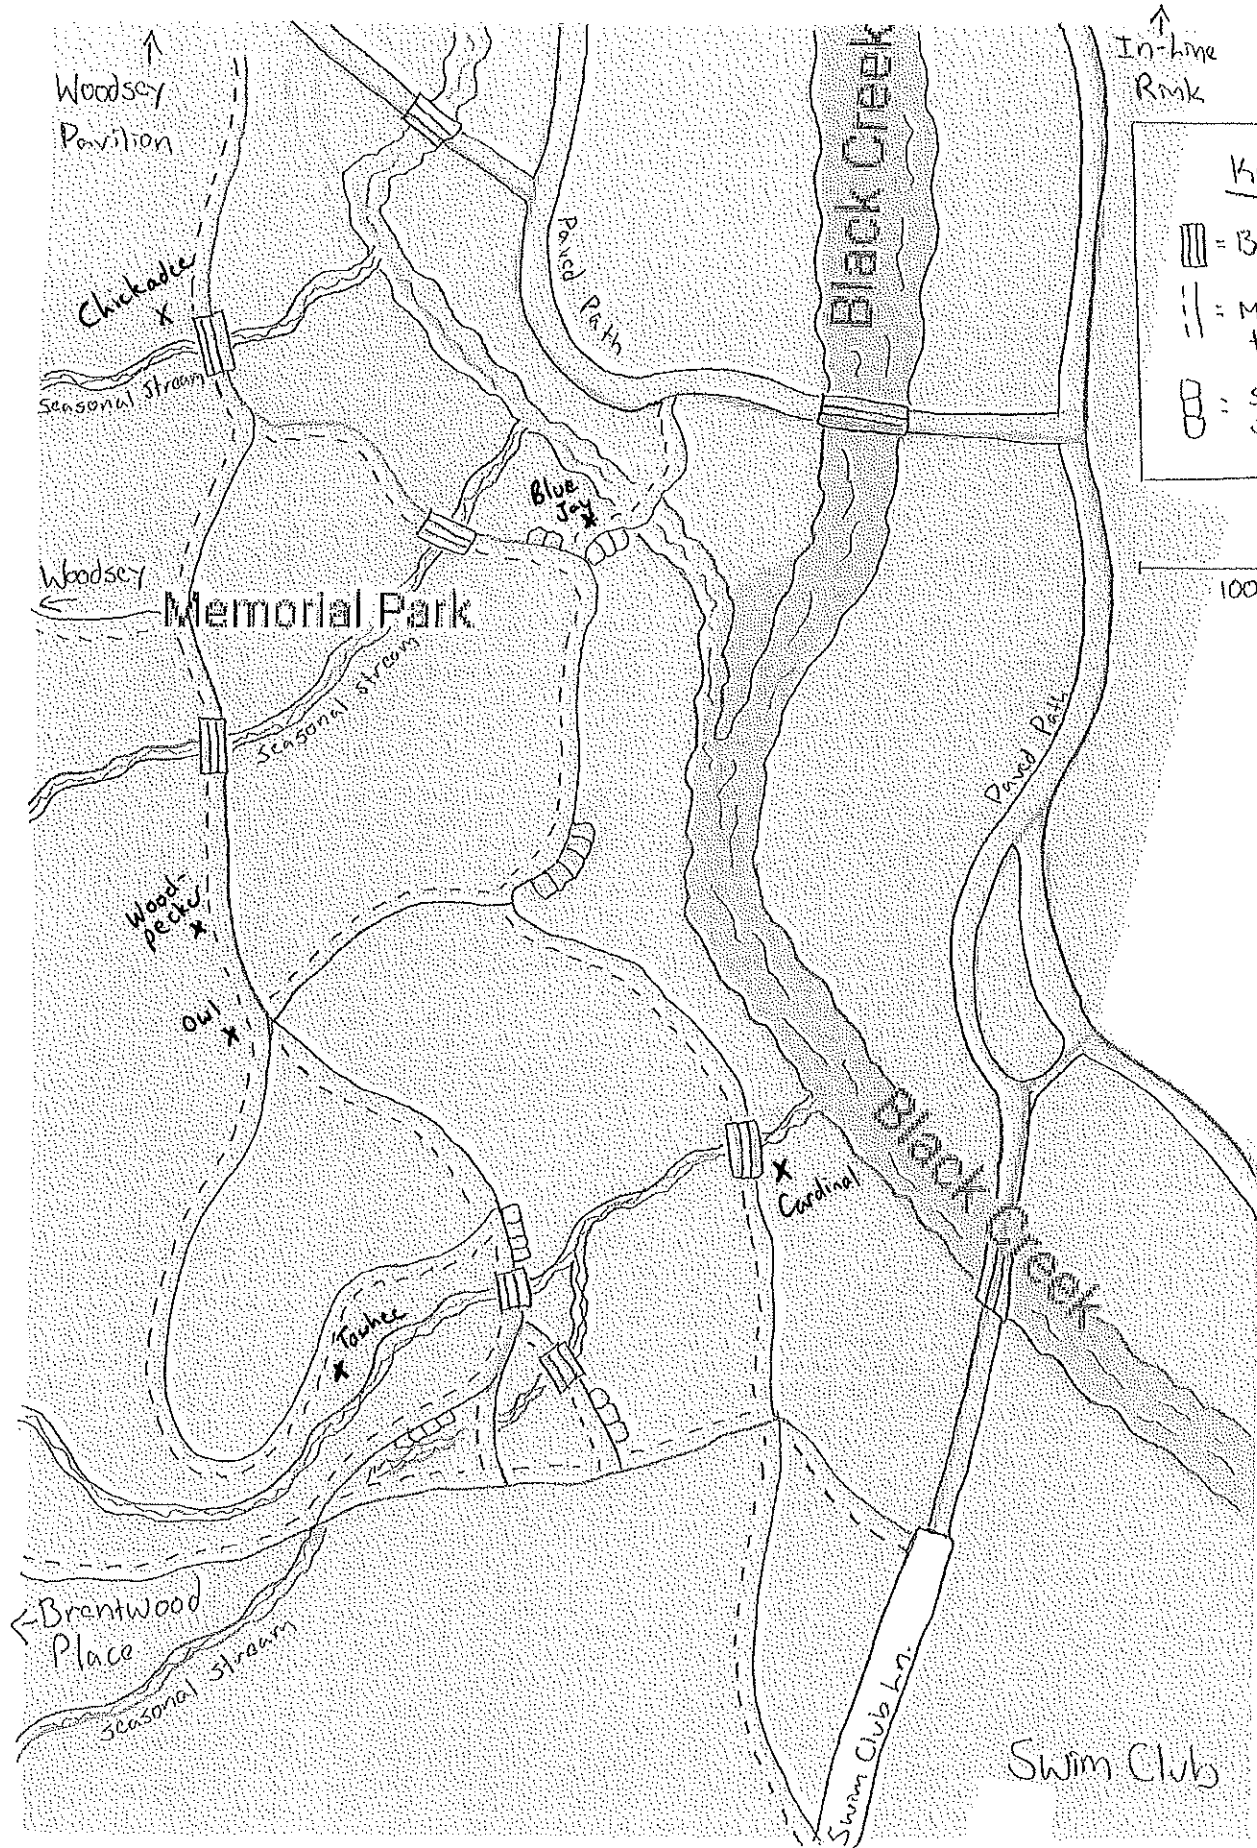 Woodsey
Pavilion
In-Line
Rink
Black Creek
K
= B
= M
= S
Paved Path
Chickadee
Seasonal Stream
Blue
Jay
Woodsey
Memorial Park
100
Seasonal Stream
Paved Path
Wood-
pecker
Owl
Black Creek
Cardinal
Towhee
Brentwood
Place
Seasonal Stream
Swim Club Ln.
Swim Club